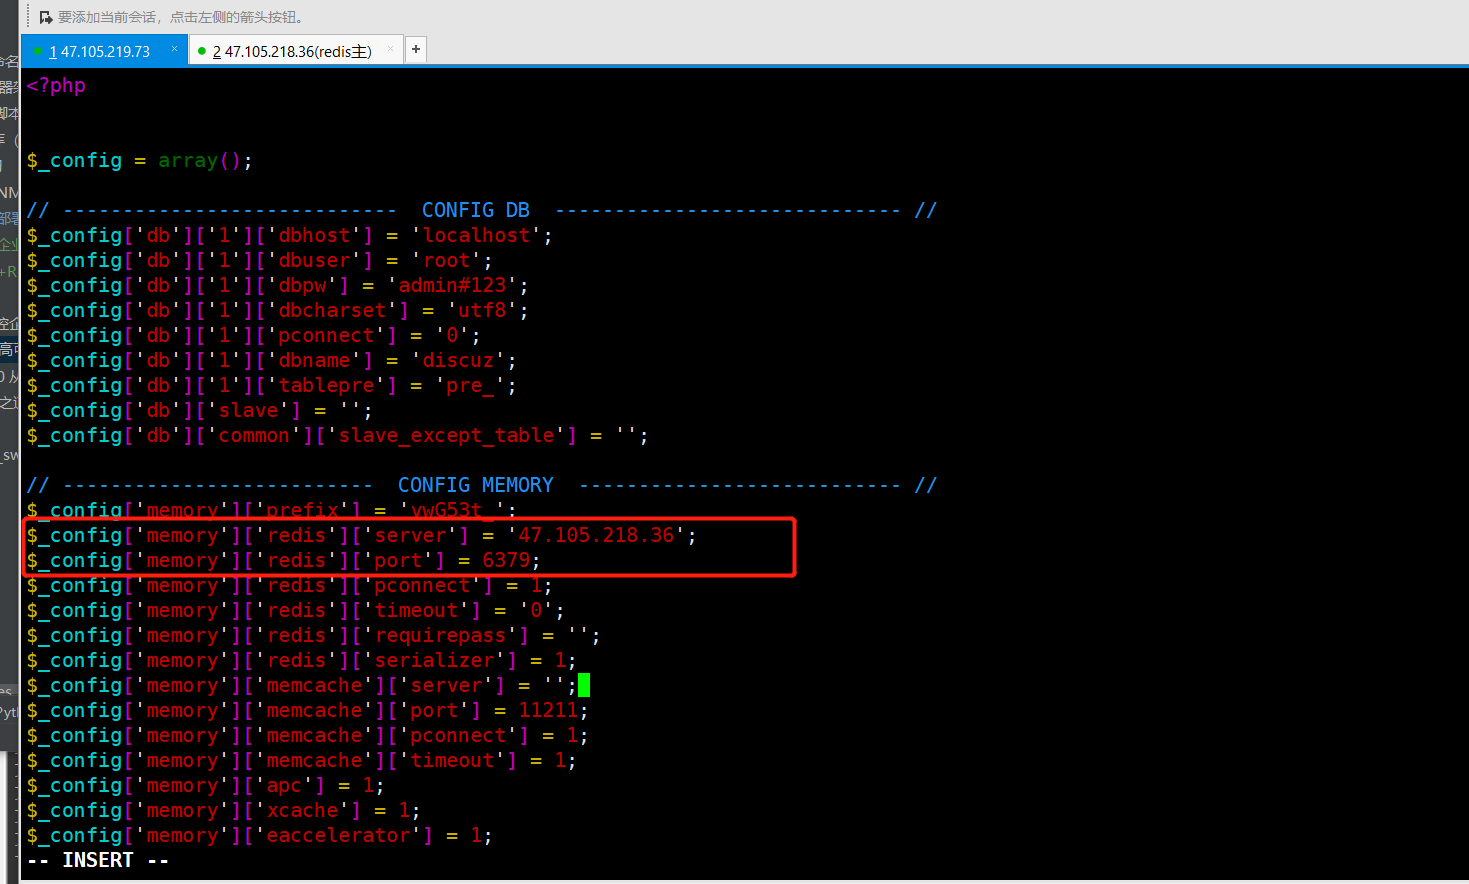 要添加当前会话，点击左侧的箭头按钮。
1 47.105.219.73 × 2 47.105.218.36(redis主) × +
<?php
$_config = array();
// ---------------------------- CONFIG DB ----------------------------- //
$_config['db']['1']['dbhost'] = 'localhost';
$_config['db']['1']['dbuser'] = 'root';
$_config['db']['1']['dbpw'] = 'admin#123';
$_config['db']['1']['dbcharset'] = 'utf8';
$_config['db']['1']['pconnect'] = '0';
$_config['db']['1']['dbname'] = 'discuz';
$_config['db']['1']['tablepre'] = 'pre_';
$_config['db']['slave'] = '';
$_config['db']['common']['slave_except_table'] = '';
// -------------------------- CONFIG MEMORY --------------------------- //
$_config['memory']['prefix'] = 'vwG53t_';
$_config['memory']['redis']['server'] = '47.105.218.36';
$_config['memory']['redis']['port'] = 6379;
$_config['memory']['redis']['pconnect'] = 1;
$_config['memory']['redis']['timeout'] = '0';
$_config['memory']['redis']['requirepass'] = '';
$_config['memory']['redis']['serializer'] = 1;
$_config['memory']['memcache']['server'] = '';
$_config['memory']['memcache']['port'] = 11211;
$_config['memory']['memcache']['pconnect'] = 1;
$_config['memory']['memcache']['timeout'] = 1;
$_config['memory']['apc'] = 1;
$_config['memory']['xcache'] = 1;
$_config['memory']['eaccelerator'] = 1;
-- INSERT --